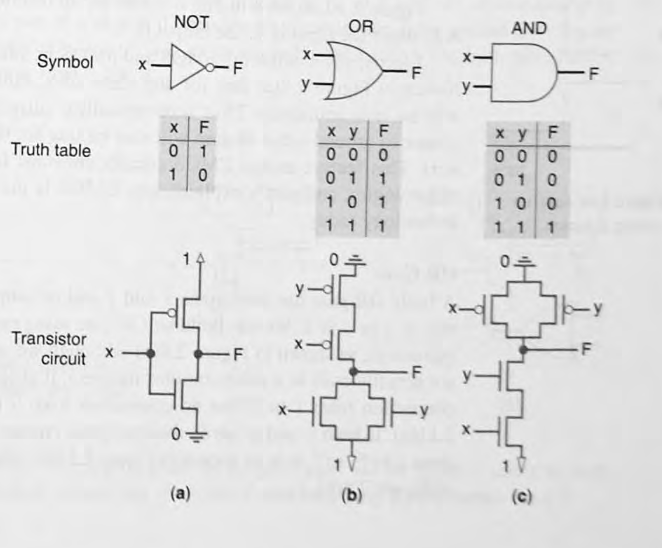 NOT OR AND
Symbol x F x y F x y F
Truth table
x F
0 1
1 0
x y F
0 0 0
0 1 1
1 0 1
1 1 1
x y F
0 0 0
0 1 0
1 0 0
1 1 1
Transistor circuit
1
x F
0
0
y
x
F
x y
1
0
x y
F
y
x
1
(a) (b) (c)